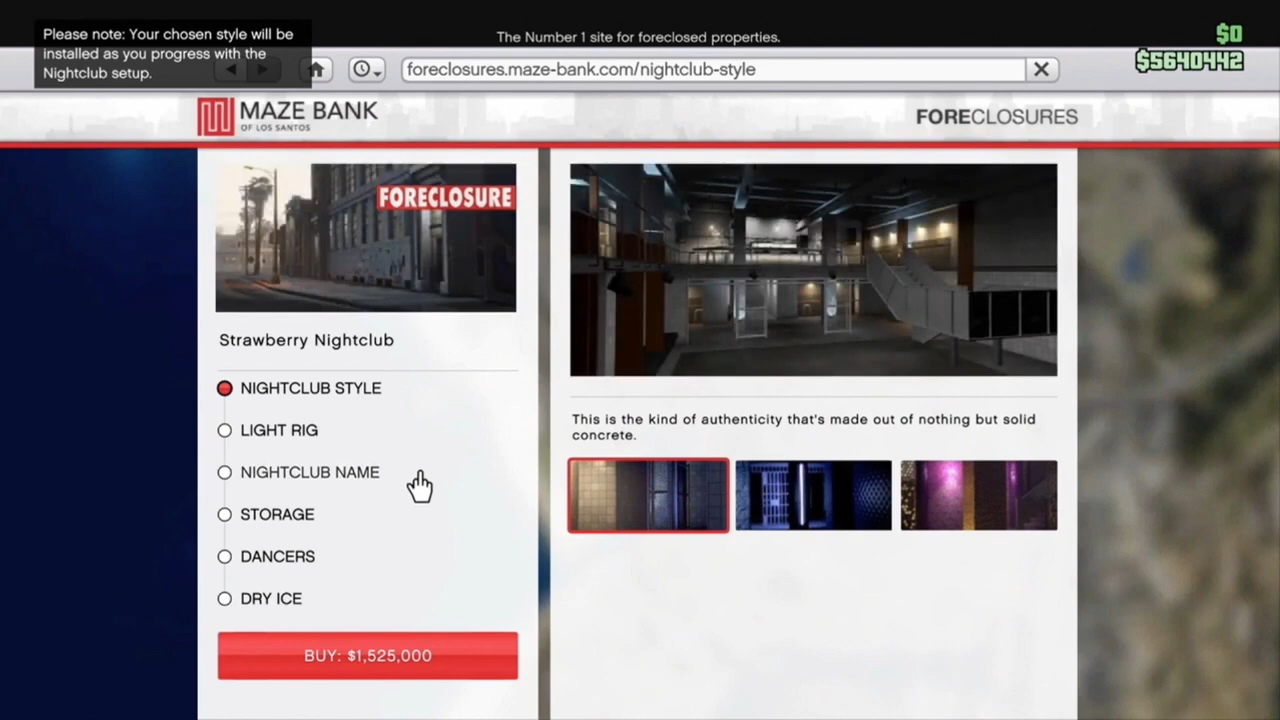 Please note: Your chosen style will be
installed as you progress with the
Nightclub setup.
The Number 1 site for foreclosed properties.
$0
$5640442
foreclosures.maze-bank.com/nightclub-style
MAZE BANK
OF LOS SANTOS
FORECLOSURES
FORECLOSURE
Strawberry Nightclub
NIGHTCLUB STYLE
LIGHT RIG
NIGHTCLUB NAME
STORAGE
DANCERS
DRY ICE
BUY: $1,525,000
This is the kind of authenticity that's made out of nothing but solid
concrete.